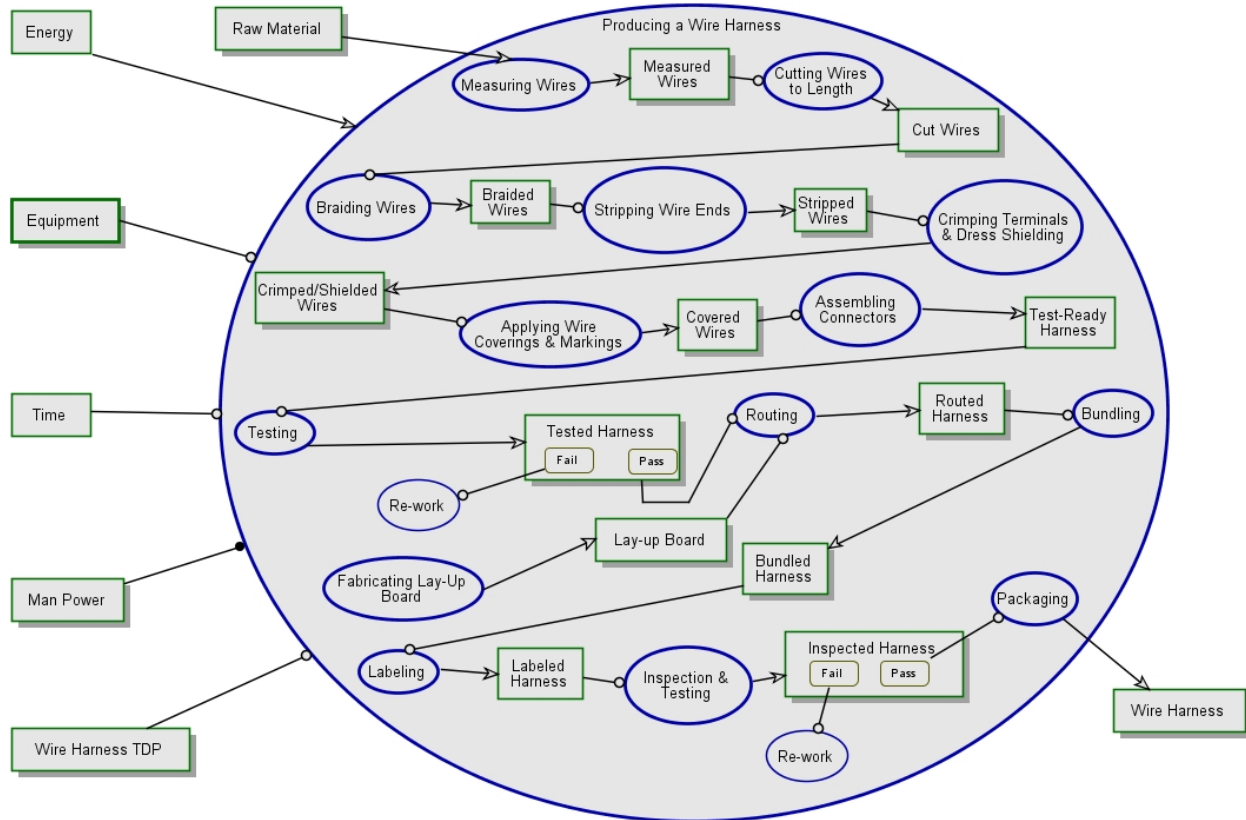 Producing a Wire Harness
Energy
Raw Material
Measuring Wires
Measured
Wires
Cutting Wires
to Length
Cut Wires
Equipment
Braiding Wires
Braided
Wires
Stripping Wire Ends
Stripped
Wires
Crimping Terminals
& Dress Shielding
Crimped/Shielded
Wires
Applying Wire
Coverings & Markings
Covered
Wires
Assembling
Connectors
Test-Ready
Harness
Time
Testing
Tested Harness
Fail
Pass
Re-work
Routing
Routed
Harness
Bundling
Lay-up Board
Fabricating Lay-Up
Board
Bundled
Harness
Man Power
Labeling
Labeled
Harness
Inspection &
Testing
Inspected Harness
Fail
Pass
Re-work
Packaging
Wire Harness
Wire Harness TDP